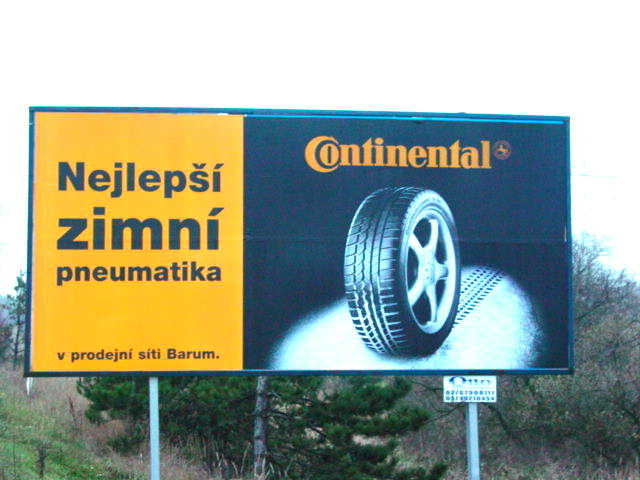 Nejlepší
zimní
pneumatika
v prodejní síti Barum.
Continental